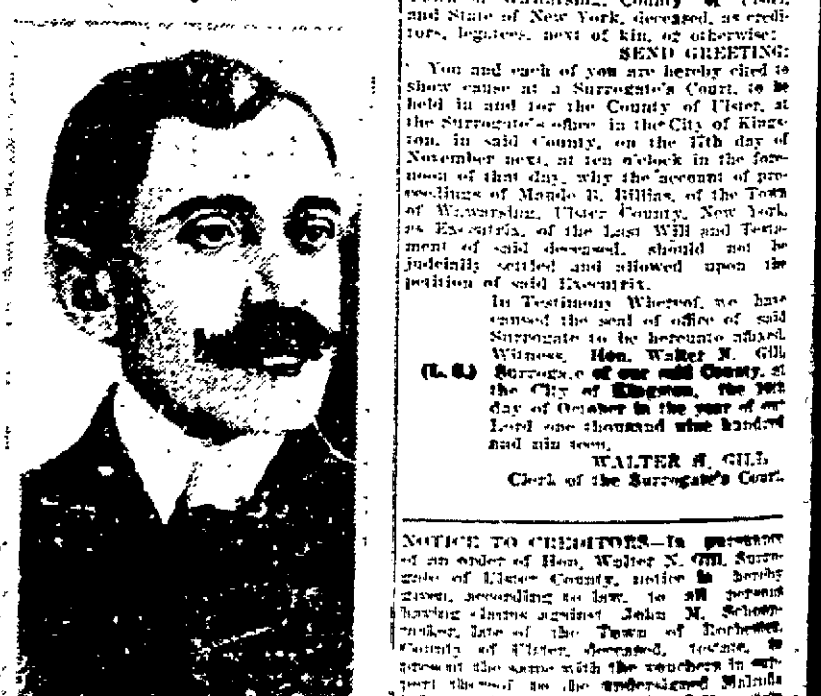 and State of New York, deceased, as credi-
tors, legatees, next of kin, or otherwise:
SEND GREETING:
You and each of you are hereby cited to
show cause at a Surrogate's Court, to be
held in and for the County of Ulster, at
the Surrogate's office in the City of Kings-
ton, in said County, on the 17th day of
November next, at ten o'clock in the fore-
noon of that day, why the account of pro-
ceedings of Maude B. Billins, of the Town
of Wawarsing, Ulster County, New York,
as Executrix, of the Last Will and Testa-
ment of said deceased, should not be
judicially settled and allowed upon the
petition of said Executrix.
In Testimony Whereof, we have
caused the seal of office of said
Surrogate to be hereunto affixed.
Witness, Hon. Walter N. Gill
(L. S.) Surrogate of our said County, at
the City of Kingston, the
day of October in the year of our
Lord one thousand nine hundred
and
WALTER N. GILL
Clerk of the Surrogate's Court.
NOTICE TO CREDITORS—In pursuance
of an order of Hon. Walter N. Gill, Surro-
gate of Ulster County, notice is hereby
given, according to law, to all persons
having claims against John M. Schoon-
maker, late of the Town of Rochester,
County of Ulster, deceased, testate, to
present the same with the vouchers in sup-
port thereof to the undersigned